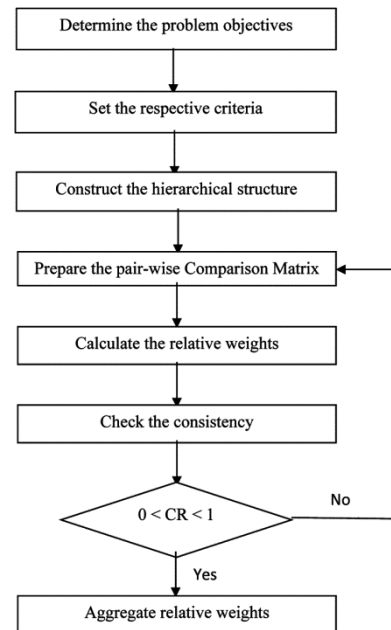 Determine the problem objectives
Set the respective criteria
Construct the hierarchical structure
Prepare the pair-wise Comparison Matrix
Calculate the relative weights
Check the consistency
0 < CR < 1
No
Yes
Aggregate relative weights